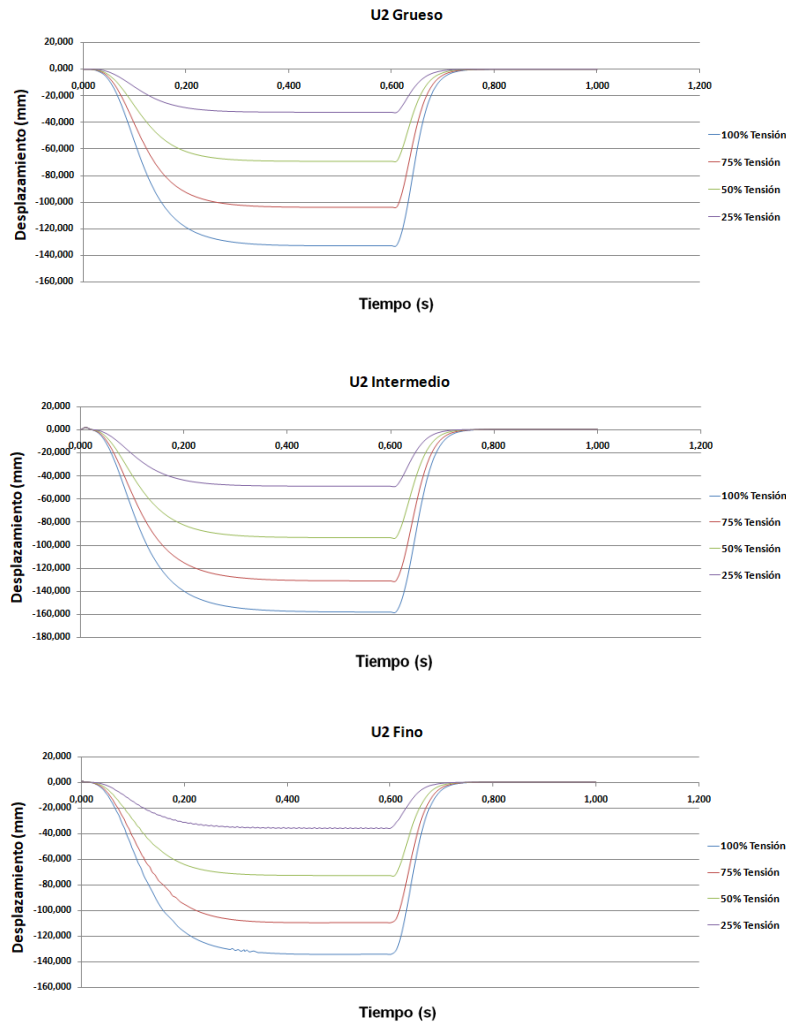 U2 Grueso
20,000
0,000
-20,000
-40,000
-60,000
-80,000
-100,000
-120,000
-140,000
-160,000
0,000 0,200 0,400 0,600 0,800 1,000 1,200
Desplazamiento (mm)
Tiempo (s)
100% Tensión
75% Tensión
50% Tensión
25% Tensión
U2 Intermedio
20,000
0,000
-20,000
-40,000
-60,000
-80,000
-100,000
-120,000
-140,000
-160,000
-180,000
0,000 0,200 0,400 0,600 0,800 1,000 1,200
Desplazamiento (mm)
Tiempo (s)
100% Tensión
75% Tensión
50% Tensión
25% Tensión
U2 Fino
20,000
0,000
-20,000
-40,000
-60,000
-80,000
-100,000
-120,000
-140,000
-160,000
0,000 0,200 0,400 0,600 0,800 1,000 1,200
Desplazamiento (mm)
Tiempo (s)
100% Tensión
75% Tensión
50% Tensión
25% Tensión